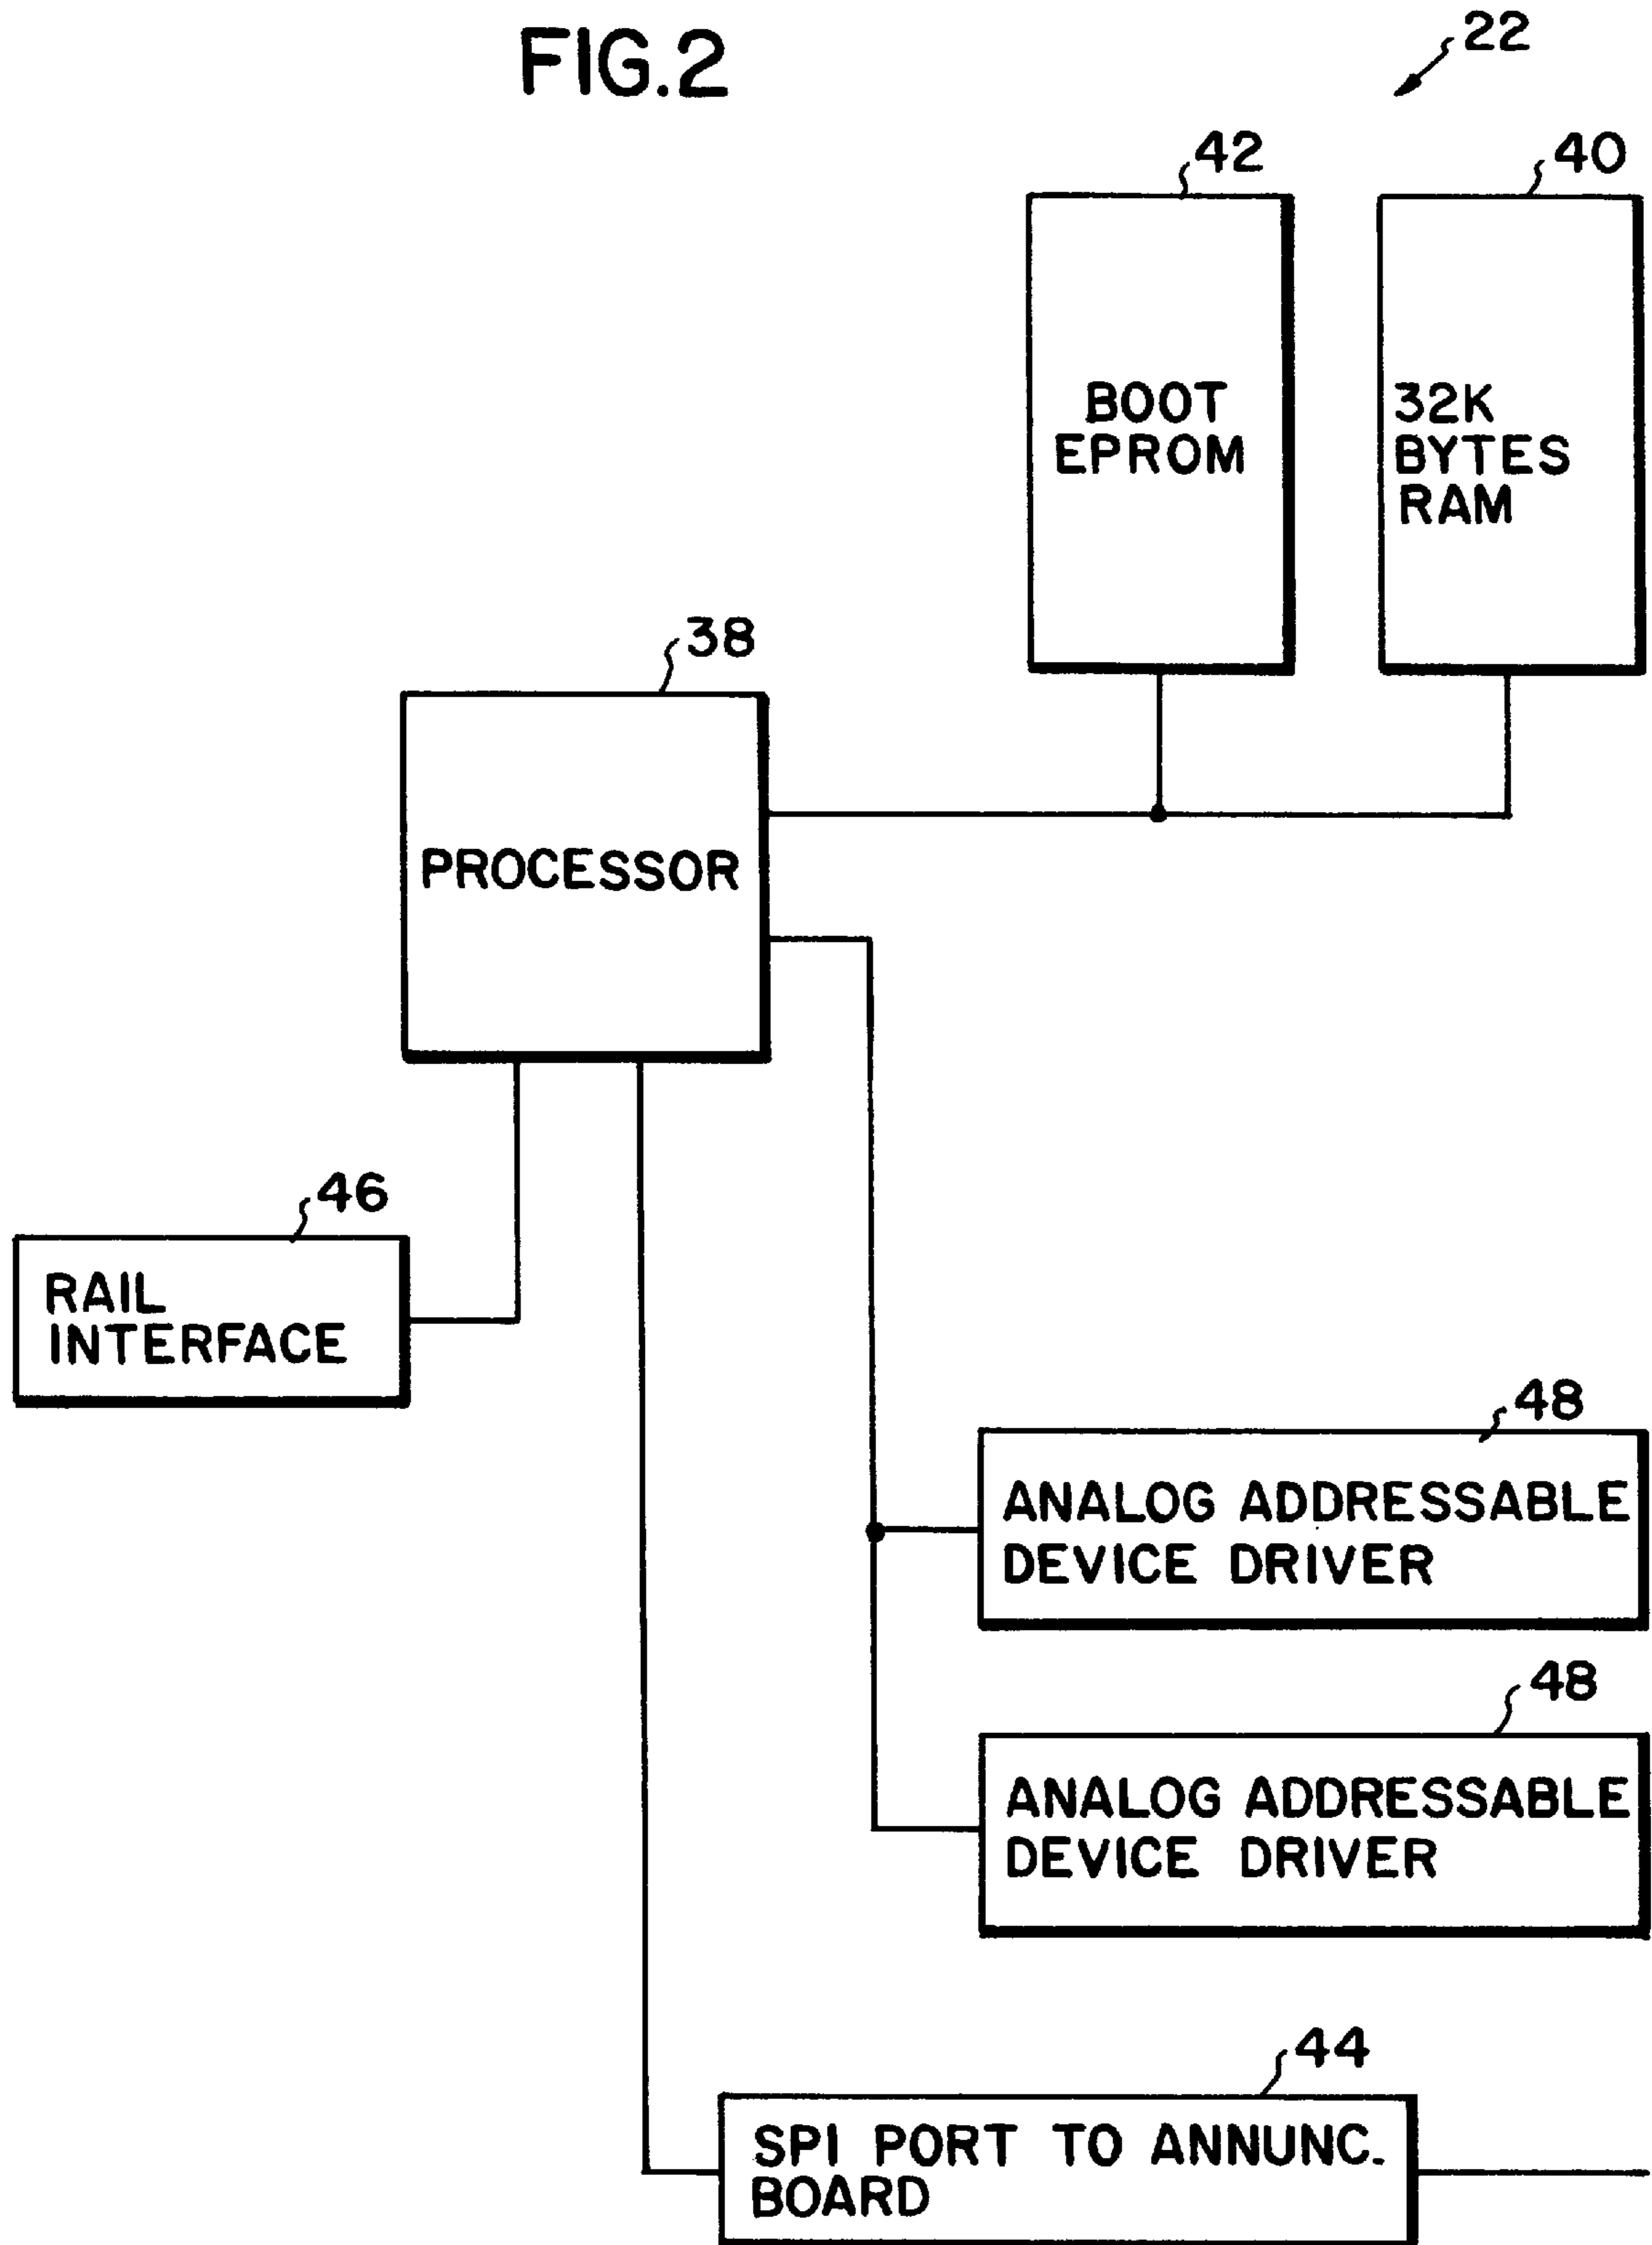 FIG.2
22
42
40
BOOT
EPROM
32K
BYTES
RAM
38
PROCESSOR
46
RAIL
INTERFACE
48
ANALOG ADDRESSABLE
DEVICE DRIVER
48
ANALOG ADDRESSABLE
DEVICE DRIVER
44
SPI PORT TO ANNUNC.
BOARD